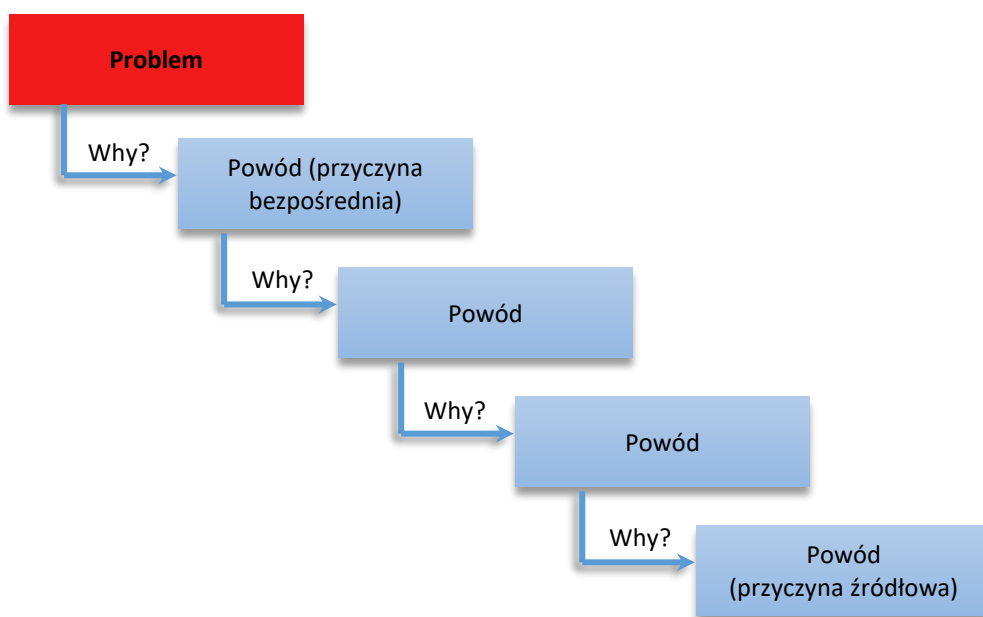 Problem
Why?
Powód (przyczyna
bezpośrednia)
Why?
Powód
Why?
Powód
Why?
Powód
(przyczyna źródłowa)